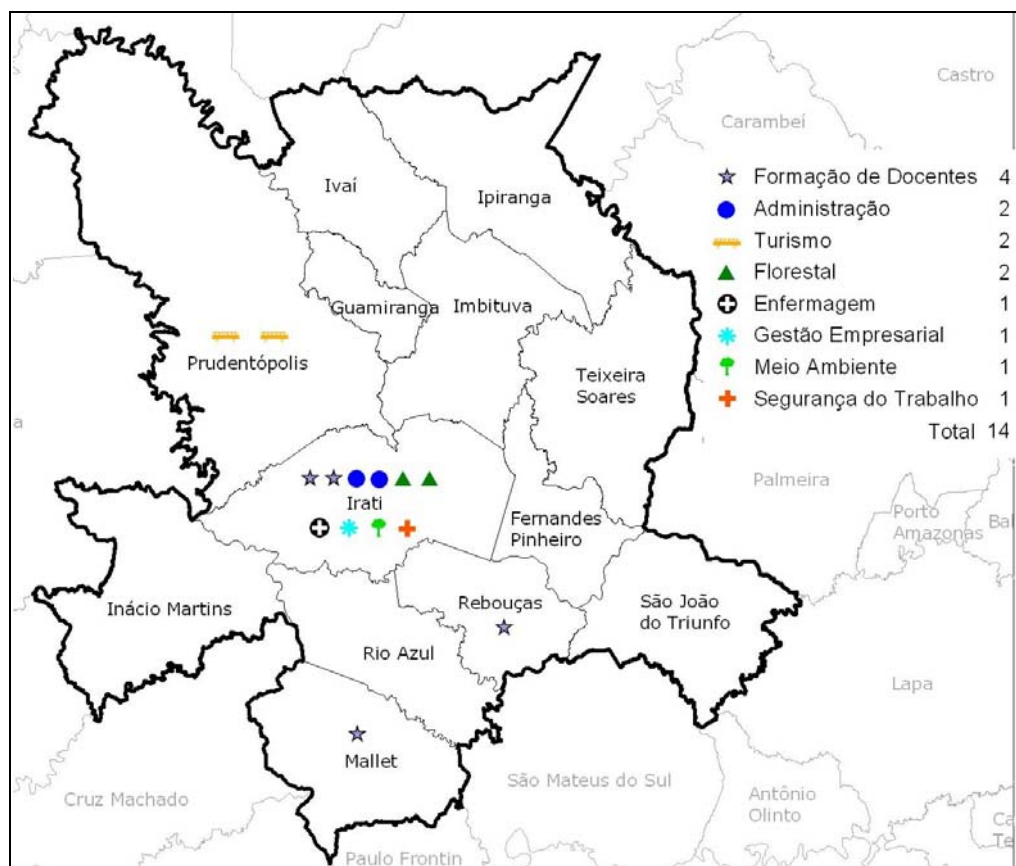 Castro
Carambeí
Ivaí
Ipiranga
Formação de Docentes 4
Administração 2
Turismo 2
Florestal 2
Enfermagem 1
Gestão Empresarial 1
Meio Ambiente 1
Segurança do Trabalho 1
Total 14
Guamiranga
Imbituva
Prudentópolis
Teixeira
Soares
a
Palmeira
Irati
Fernandes
Pinheiro
Porto
Amazonas
Bal
Inácio Martins
Rebouças
São João
do Triunfo
Rio Azul
Lapa
Mallet
São Mateus do Sul
Cruz Machado
Antônio
Olinto
Ca
Te
Paulo Frontin